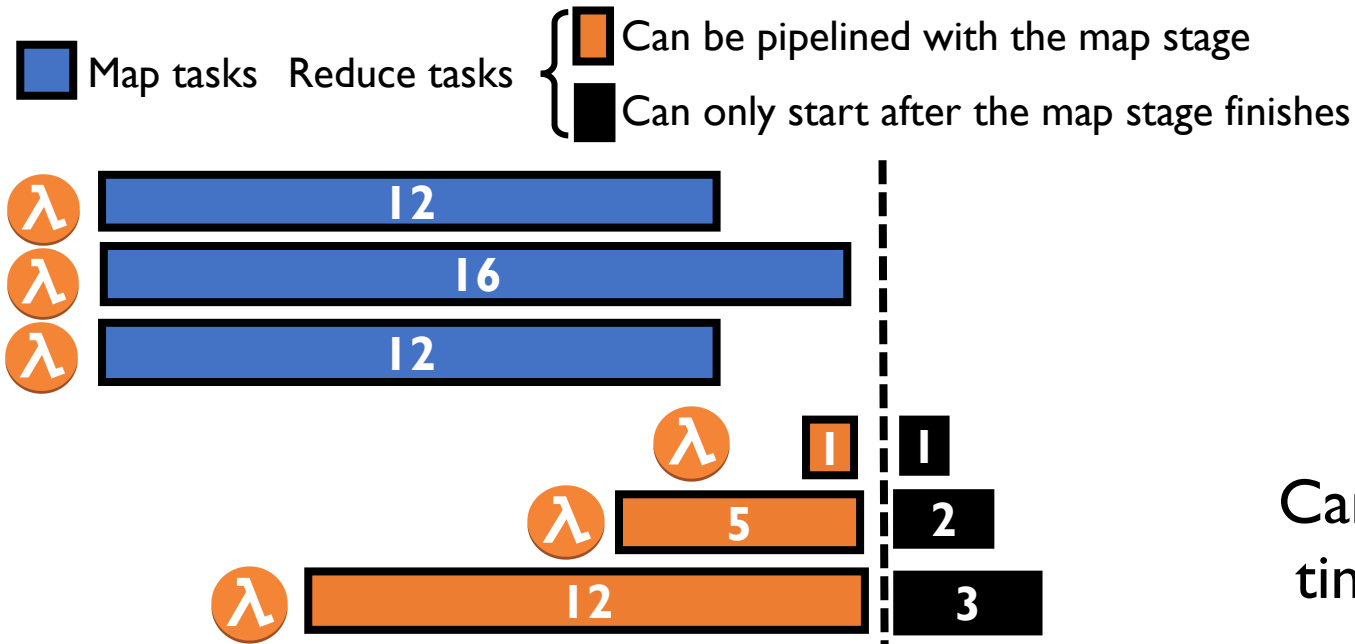 Can be pipelined with the map stage
Map tasks Reduce tasks
Can only start after the map stage finishes
λ 12
λ 16
λ 12
λ 1 1
λ 5 2
λ 12 3